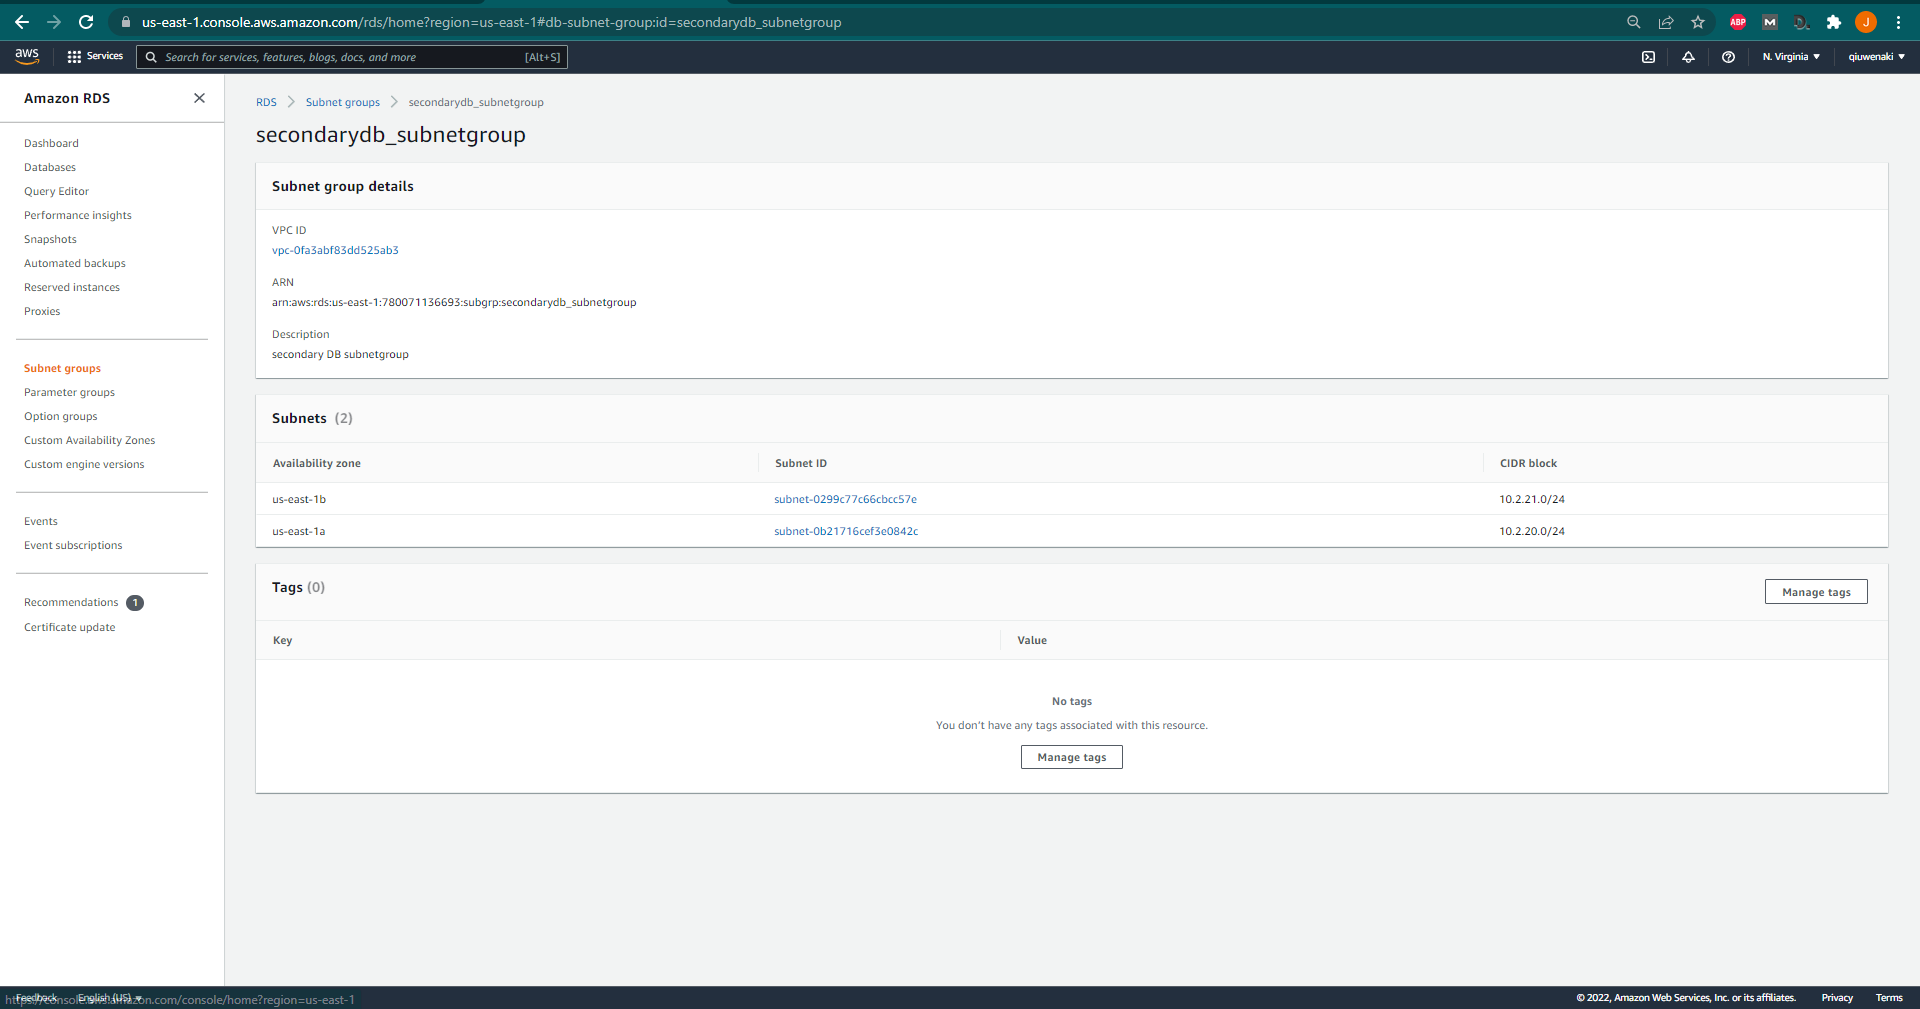 us-east-1.console.aws.amazon.com/rds/home?region=us-east-1#db-subnet-group:id=secondarydb_subnetgroup
ABP
M
J
aws
Services
Search for services, features, blogs, docs, and more
[Alt+S]
N. Virginia
qiuwenaki
Amazon RDS
Dashboard
Databases
Query Editor
Performance insights
Snapshots
Automated backups
Reserved instances
Proxies
Subnet groups
Parameter groups
Option groups
Custom Availability Zones
Custom engine versions
Events
Event subscriptions
Recommendations 1
Certificate update
RDS > Subnet groups > secondarydb_subnetgroup
secondarydb_subnetgroup
Subnet group details
VPC ID
vpc-0fa3abf83dd525ab3
ARN
arn:aws:rds:us-east-1:780071136693:subgrp:secondarydb_subnetgroup
Description
secondary DB subnetgroup
Subnets (2)
Availability zone Subnet ID CIDR block
us-east-1b subnet-0299c77c66cbcc57e 10.2.21.0/24
us-east-1a subnet-0b21716cef3e0842c 10.2.20.0/24
Tags (0)
Manage tags
Key Value
No tags
You don't have any tags associated with this resource.
Manage tags
Feedback English (US)
https://console.aws.amazon.com/console/home?region=us-east-1
© 2022, Amazon Web Services, Inc. or its affiliates. Privacy Terms